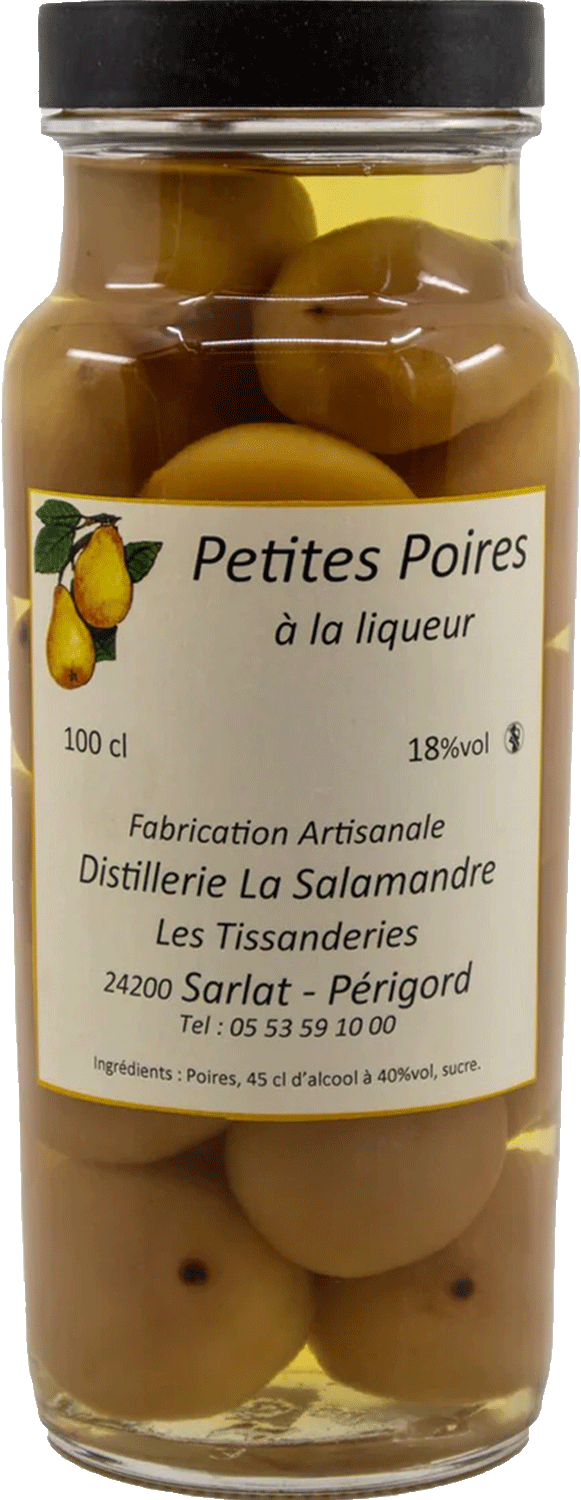 Petites Poires
à la liqueur
100 cl
18%vol
Fabrication Artisanale
Distillerie La Salamandre
Les Tissanderies
24200 Sarlat - Périgord
Tel : 05 53 59 10 00
Ingrédients : Poires, 45 cl d'alcool à 40%vol, sucre.